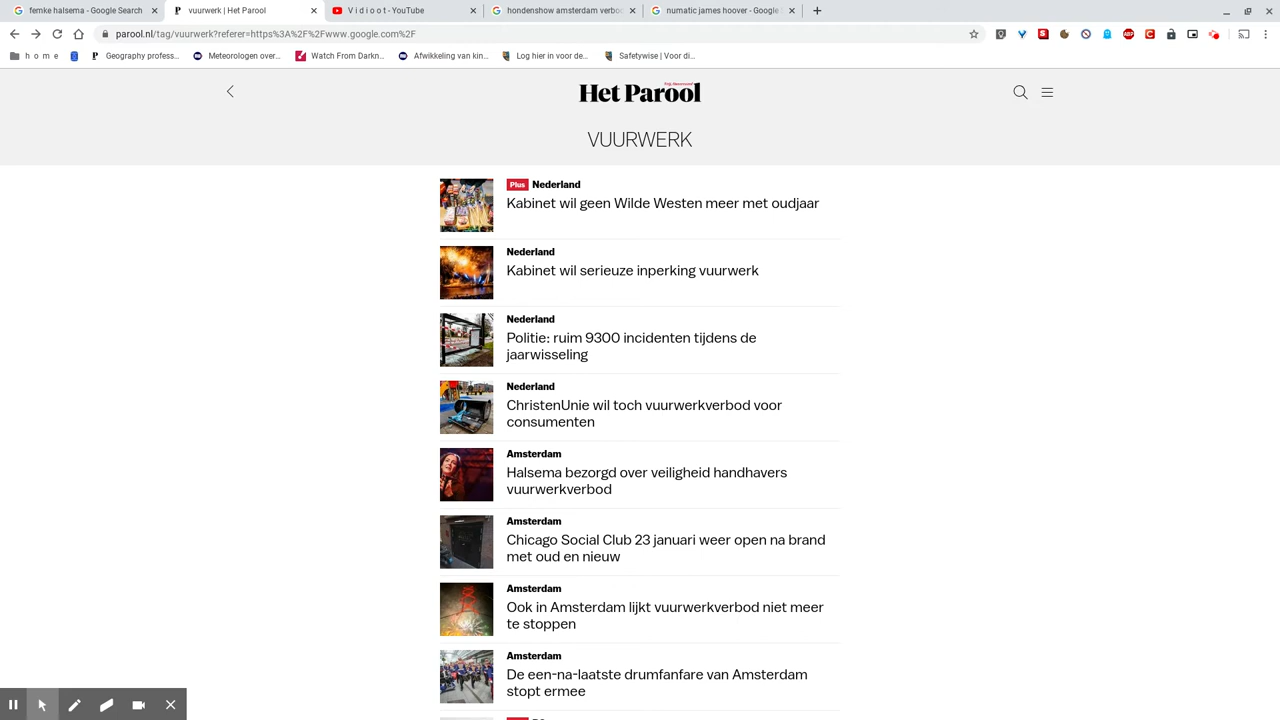 femke halsema - Google Search
vuurwerk | Het Parool
V i d i o o t - YouTube
hondenshow amsterdam verboo
numatic james hoover - Google
parool.nl/tag/vuurwerk?referer=https%3A%2F%2Fwww.google.com%2F
h o m e
Geography profess...
Meteorologen over...
Watch From Darkn...
Afwikkeling van kin...
Log hier in voor de...
Safetywise | Voor di...
Het Parool
VUURWERK
Plus Nederland
Kabinet wil geen Wilde Westen meer met oudjaar
Nederland
Kabinet wil serieuze inperking vuurwerk
Nederland
Politie: ruim 9300 incidenten tijdens de
jaarwisseling
Nederland
ChristenUnie wil toch vuurwerkverbod voor
consumenten
Amsterdam
Halsema bezorgd over veiligheid handhavers
vuurwerkverbod
Amsterdam
Chicago Social Club 23 januari weer open na brand
met oud en nieuw
Amsterdam
Ook in Amsterdam lijkt vuurwerkverbod niet meer
te stoppen
Amsterdam
De een-na-laatste drumfanfare van Amsterdam
stopt ermee